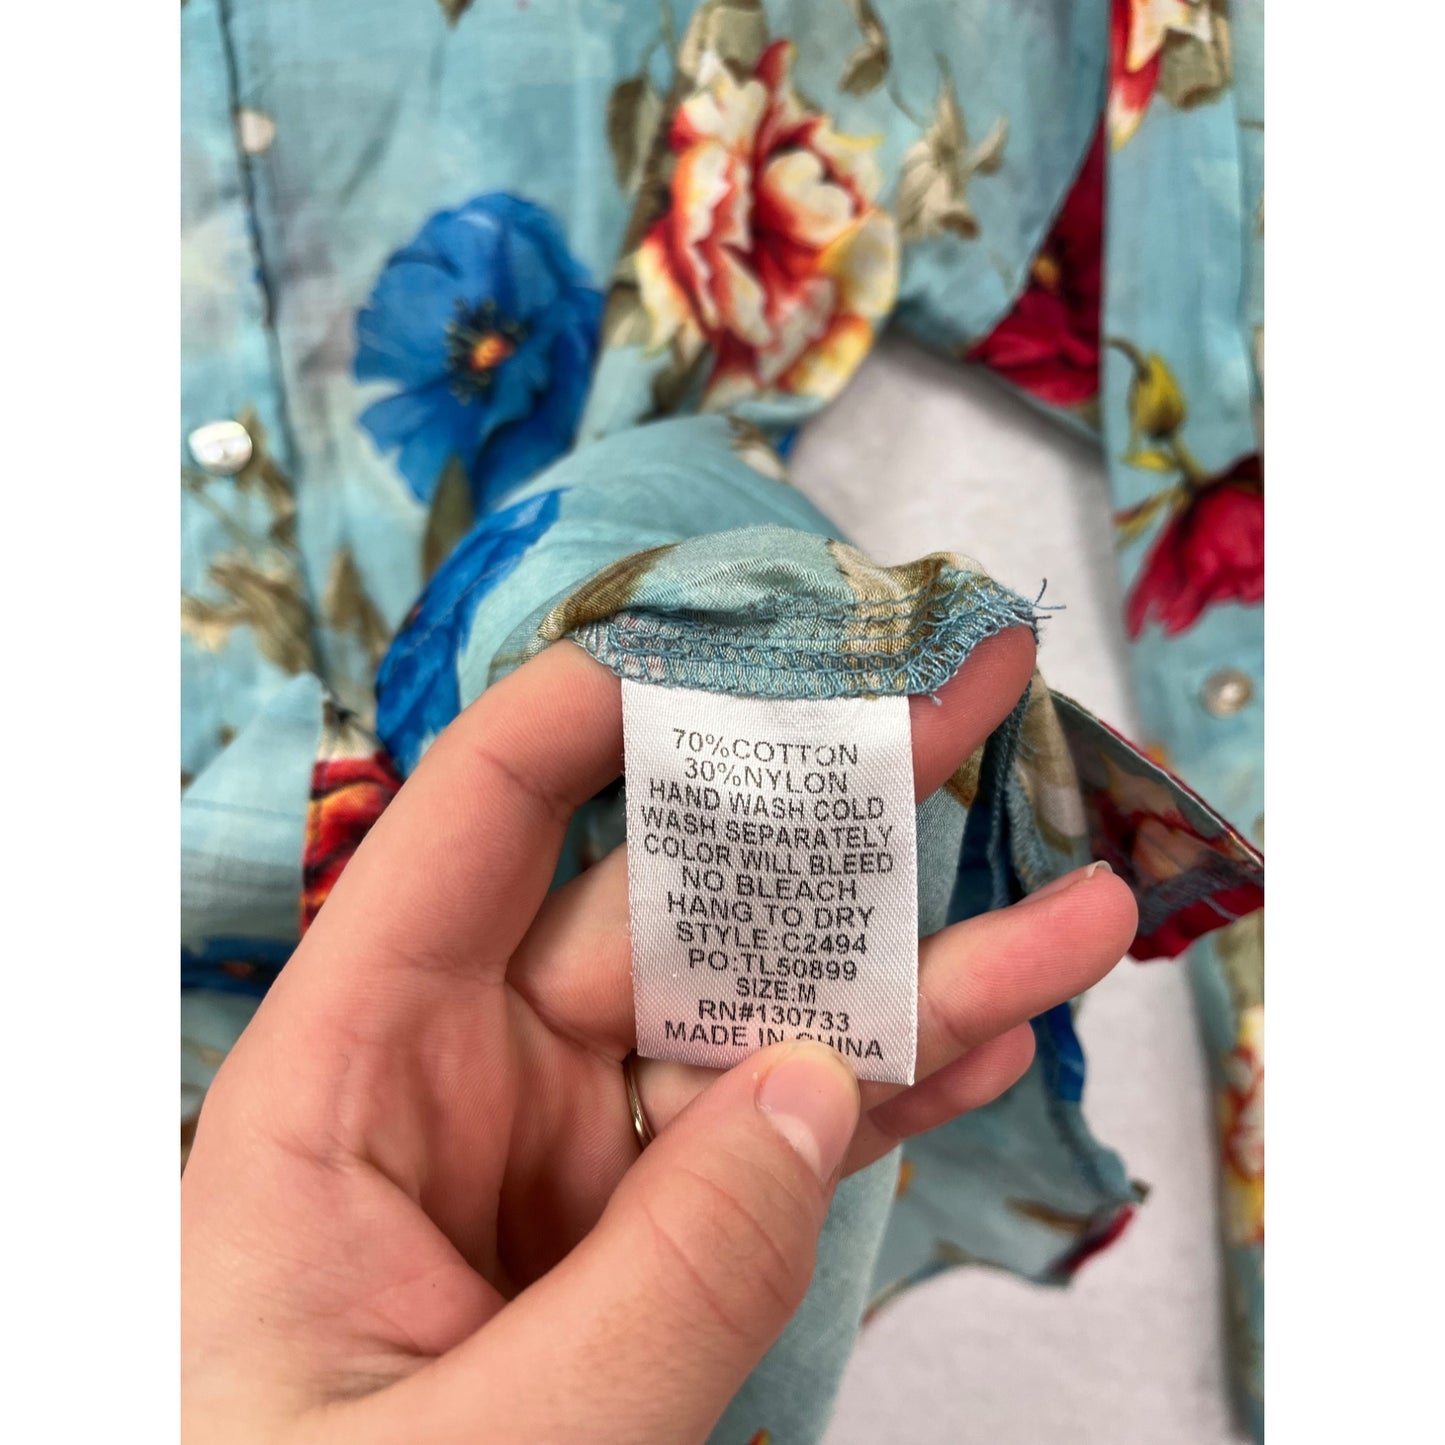 70%COTTON
30%NYLON
HAND WASH COLD
WASH SEPARATELY
COLOR WILL BLEED
NO BLEACH
HANG TO DRY
STYLE:C2494
PO:TL50899
SIZE:M
RN#130733
MADE IN CHINA